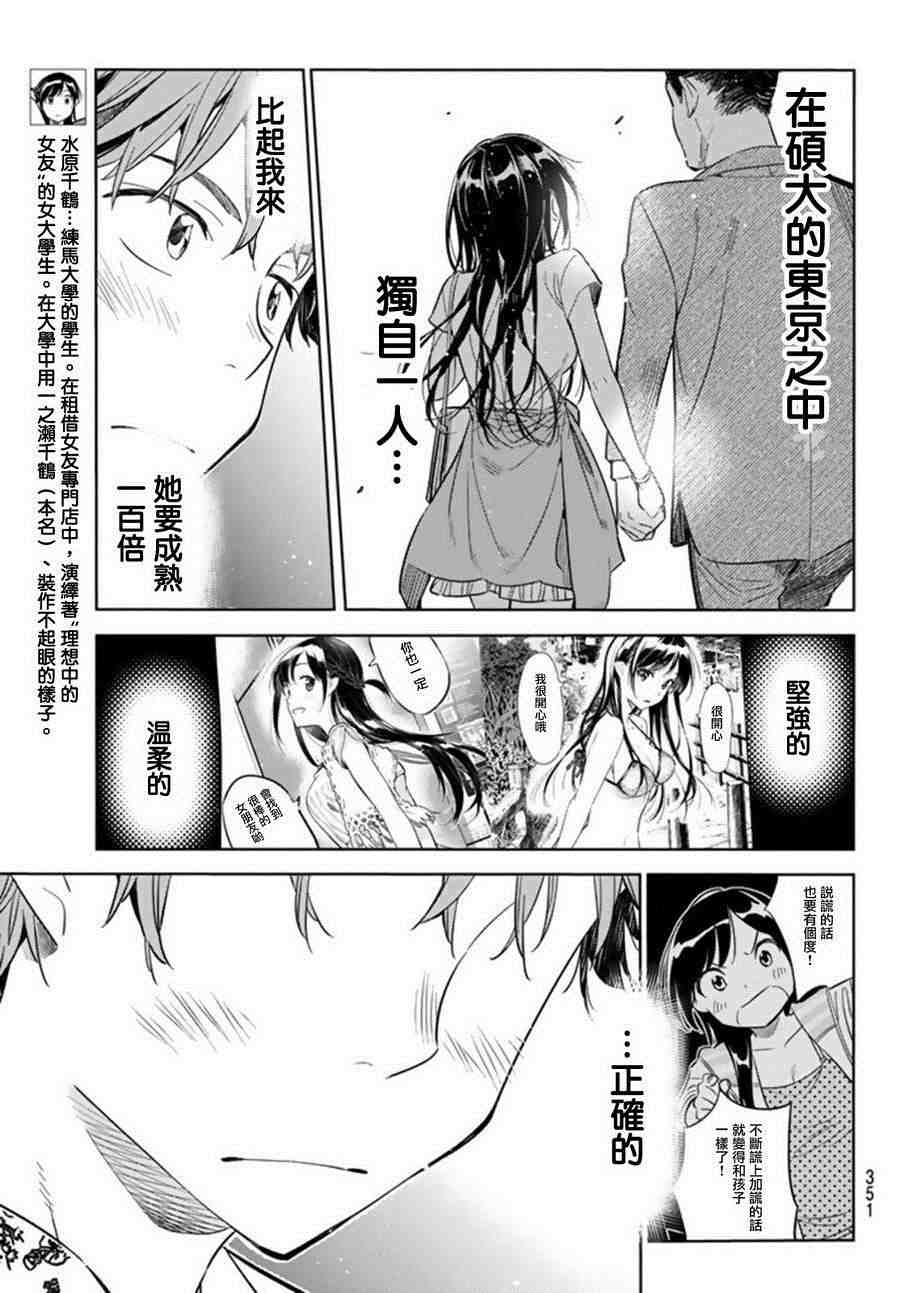 在碩大的東京之中
獨自一人…
比起我來
她要成熟
一百倍
水原千鶴…練馬大學的學生。在租借女友專門店中，演繹著"理想中的
女友"的女大學生。在大學中用一之瀨千鶴（本名）、裝作不起眼的樣子。
堅強的
很開心
我很開心哦
你也一定
會找到
很棒的
女朋友喲
温柔的
説謊的話
也要有個度！
不斷謊上加謊的話
就變得和孩子
一樣了！
…正確的
351